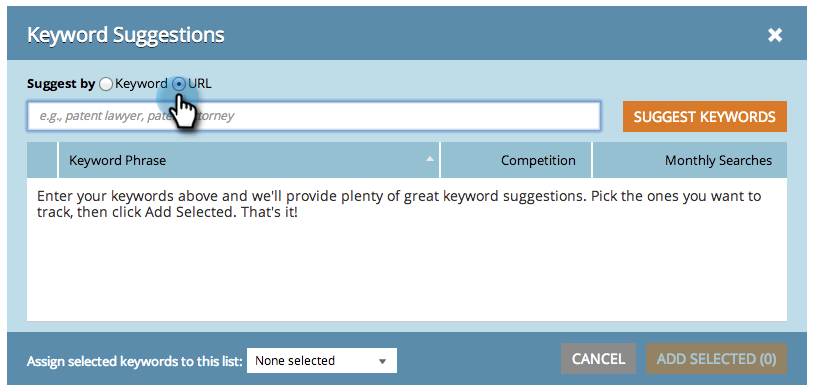 Keyword Suggestions
Suggest by Keyword URL
e.g., patent lawyer, pate ttorney
SUGGEST KEYWORDS
Keyword Phrase Competition Monthly Searches
Enter your keywords above and we'll provide plenty of great keyword suggestions. Pick the ones you want to
track, then click Add Selected. That's it!
Assign selected keywords to this list: None selected
CANCEL
ADD SELECTED (0)